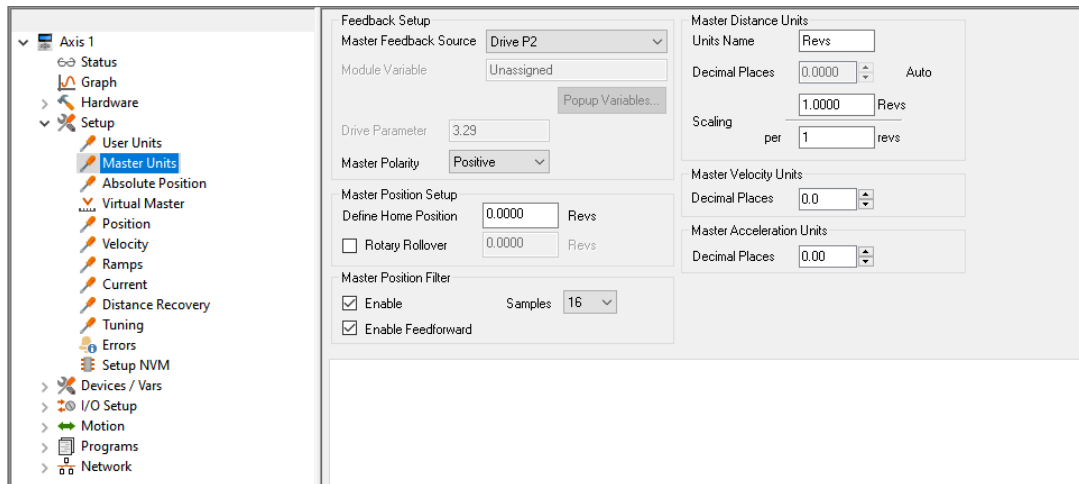 Axis 1
Status
Graph
Hardware
Setup
User Units
Master Units
Absolute Position
Virtual Master
Position
Velocity
Ramps
Current
Distance Recovery
Tuning
Errors
Setup NVM
Devices / Vars
I/O Setup
Motion
Programs
Network
Feedback Setup
Master Feedback Source Drive P2
Module Variable Unassigned
Popup Variables...
Drive Parameter 3.29
Master Polarity Positive
Master Position Setup
Define Home Position 0.0000 Revs
Rotary Rollover 0.0000 Revs
Master Position Filter
Enable Samples 16
Enable Feedforward
Master Distance Units
Units Name Revs
Decimal Places 0.0000 Auto
1.0000 Revs
Scaling
per 1 revs
Master Velocity Units
Decimal Places 0.0
Master Acceleration Units
Decimal Places 0.00